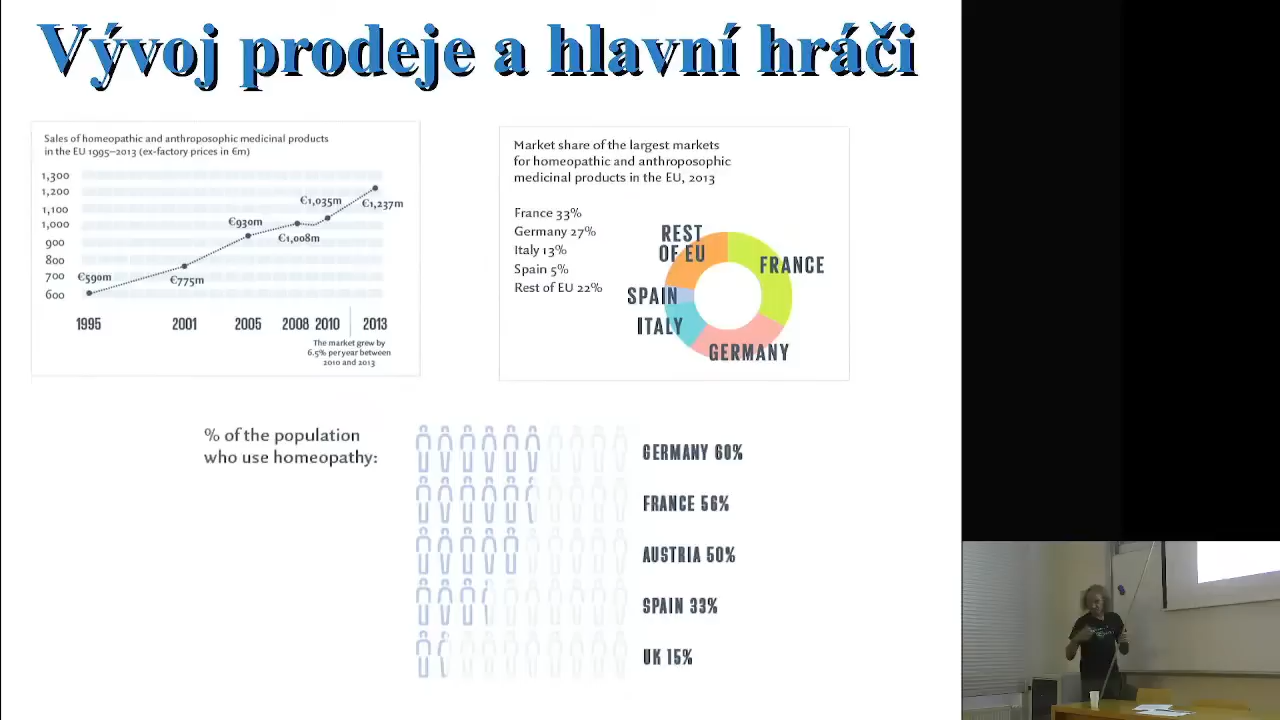 Vývoj prodeje a hlavní hráči
Sales of homeopathic and anthroposophic medicinal products
in the EU 1995–2013 (ex-factory prices in €m)
1,300
1,200
1,100
1,000
900
800
700
600
€590m
€775m
€930m
€1,008m
€1,035m
€1,237m
1995
2001
2005
2008
2010
2013
The market grew by
6.5% per year between
2010 and 2013
Market share of the largest markets
for homeopathic and anthroposophic
medicinal products in the EU, 2013
France 33%
Germany 27%
Italy 13%
Spain 5%
Rest of EU 22%
REST
OF EU
FRANCE
SPAIN
ITALY
GERMANY
% of the population
who use homeopathy:
GERMANY 60%
FRANCE 56%
AUSTRIA 50%
SPAIN 33%
UK 15%